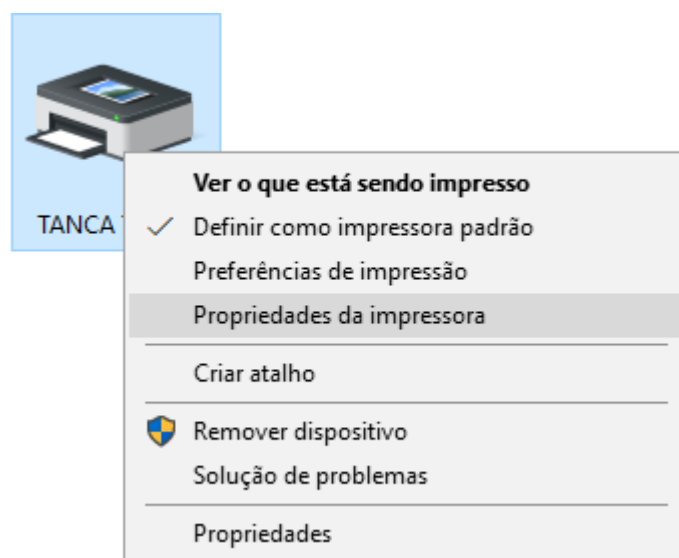 TANCA
Ver o que está sendo impresso
Definir como impressora padrão
Preferências de impressão
Propriedades da impressora
Criar atalho
Remover dispositivo
Solução de problemas
Propriedades